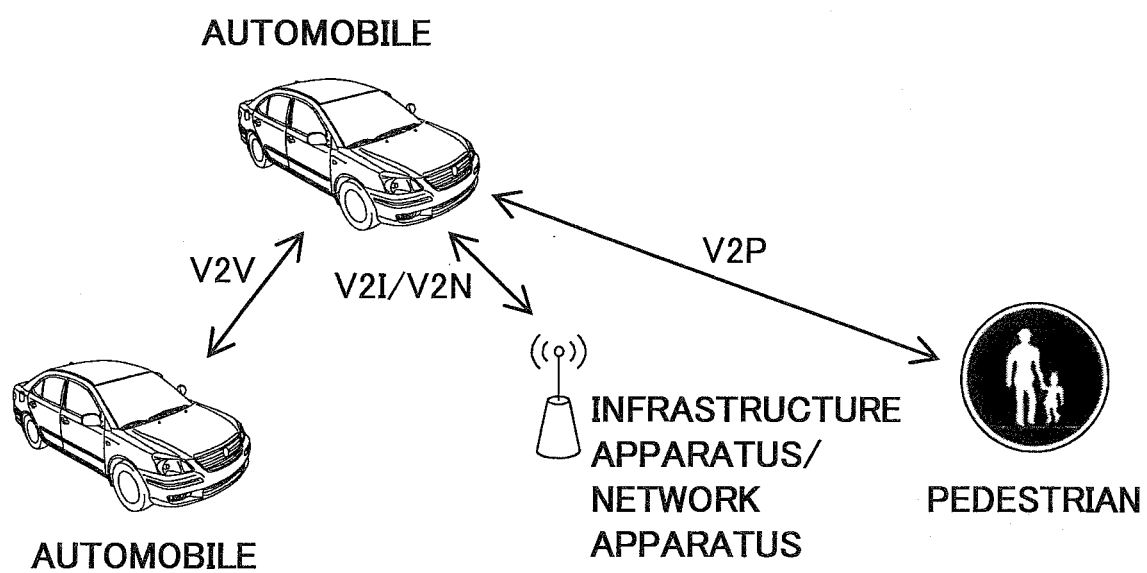 AUTOMOBILE
V2V
V2I/V2N
V2P
INFRASTRUCTURE
APPARATUS/
NETWORK
APPARATUS
PEDESTRIAN
AUTOMOBILE